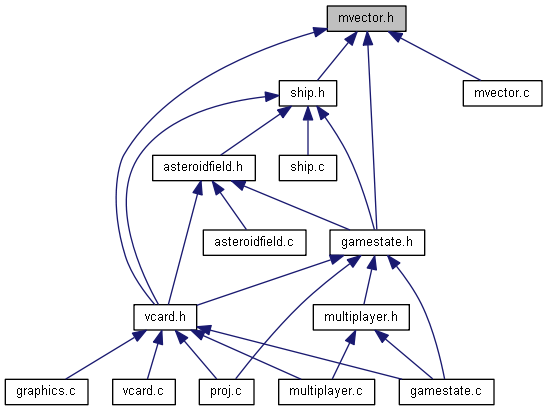 mvector.h
ship.h
mvector.c
asteroidfield.h
ship.c
asteroidfield.c
gamestate.h
vcard.h
multiplayer.h
graphics.c
vcard.c
proj.c
multiplayer.c
gamestate.c